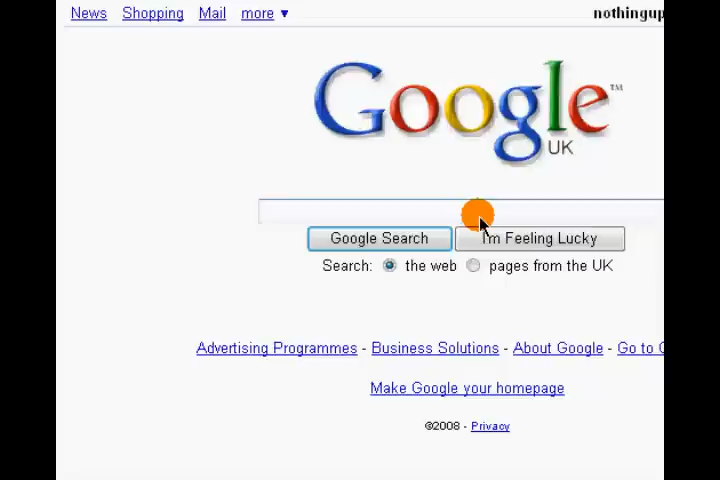 News Shopping Mail more ▼ nothingup
Google™
UK
Google Search I'm Feeling Lucky
Search: the web pages from the UK
Advertising Programmes - Business Solutions - About Google - Go to
Make Google your homepage
©2008 - Privacy